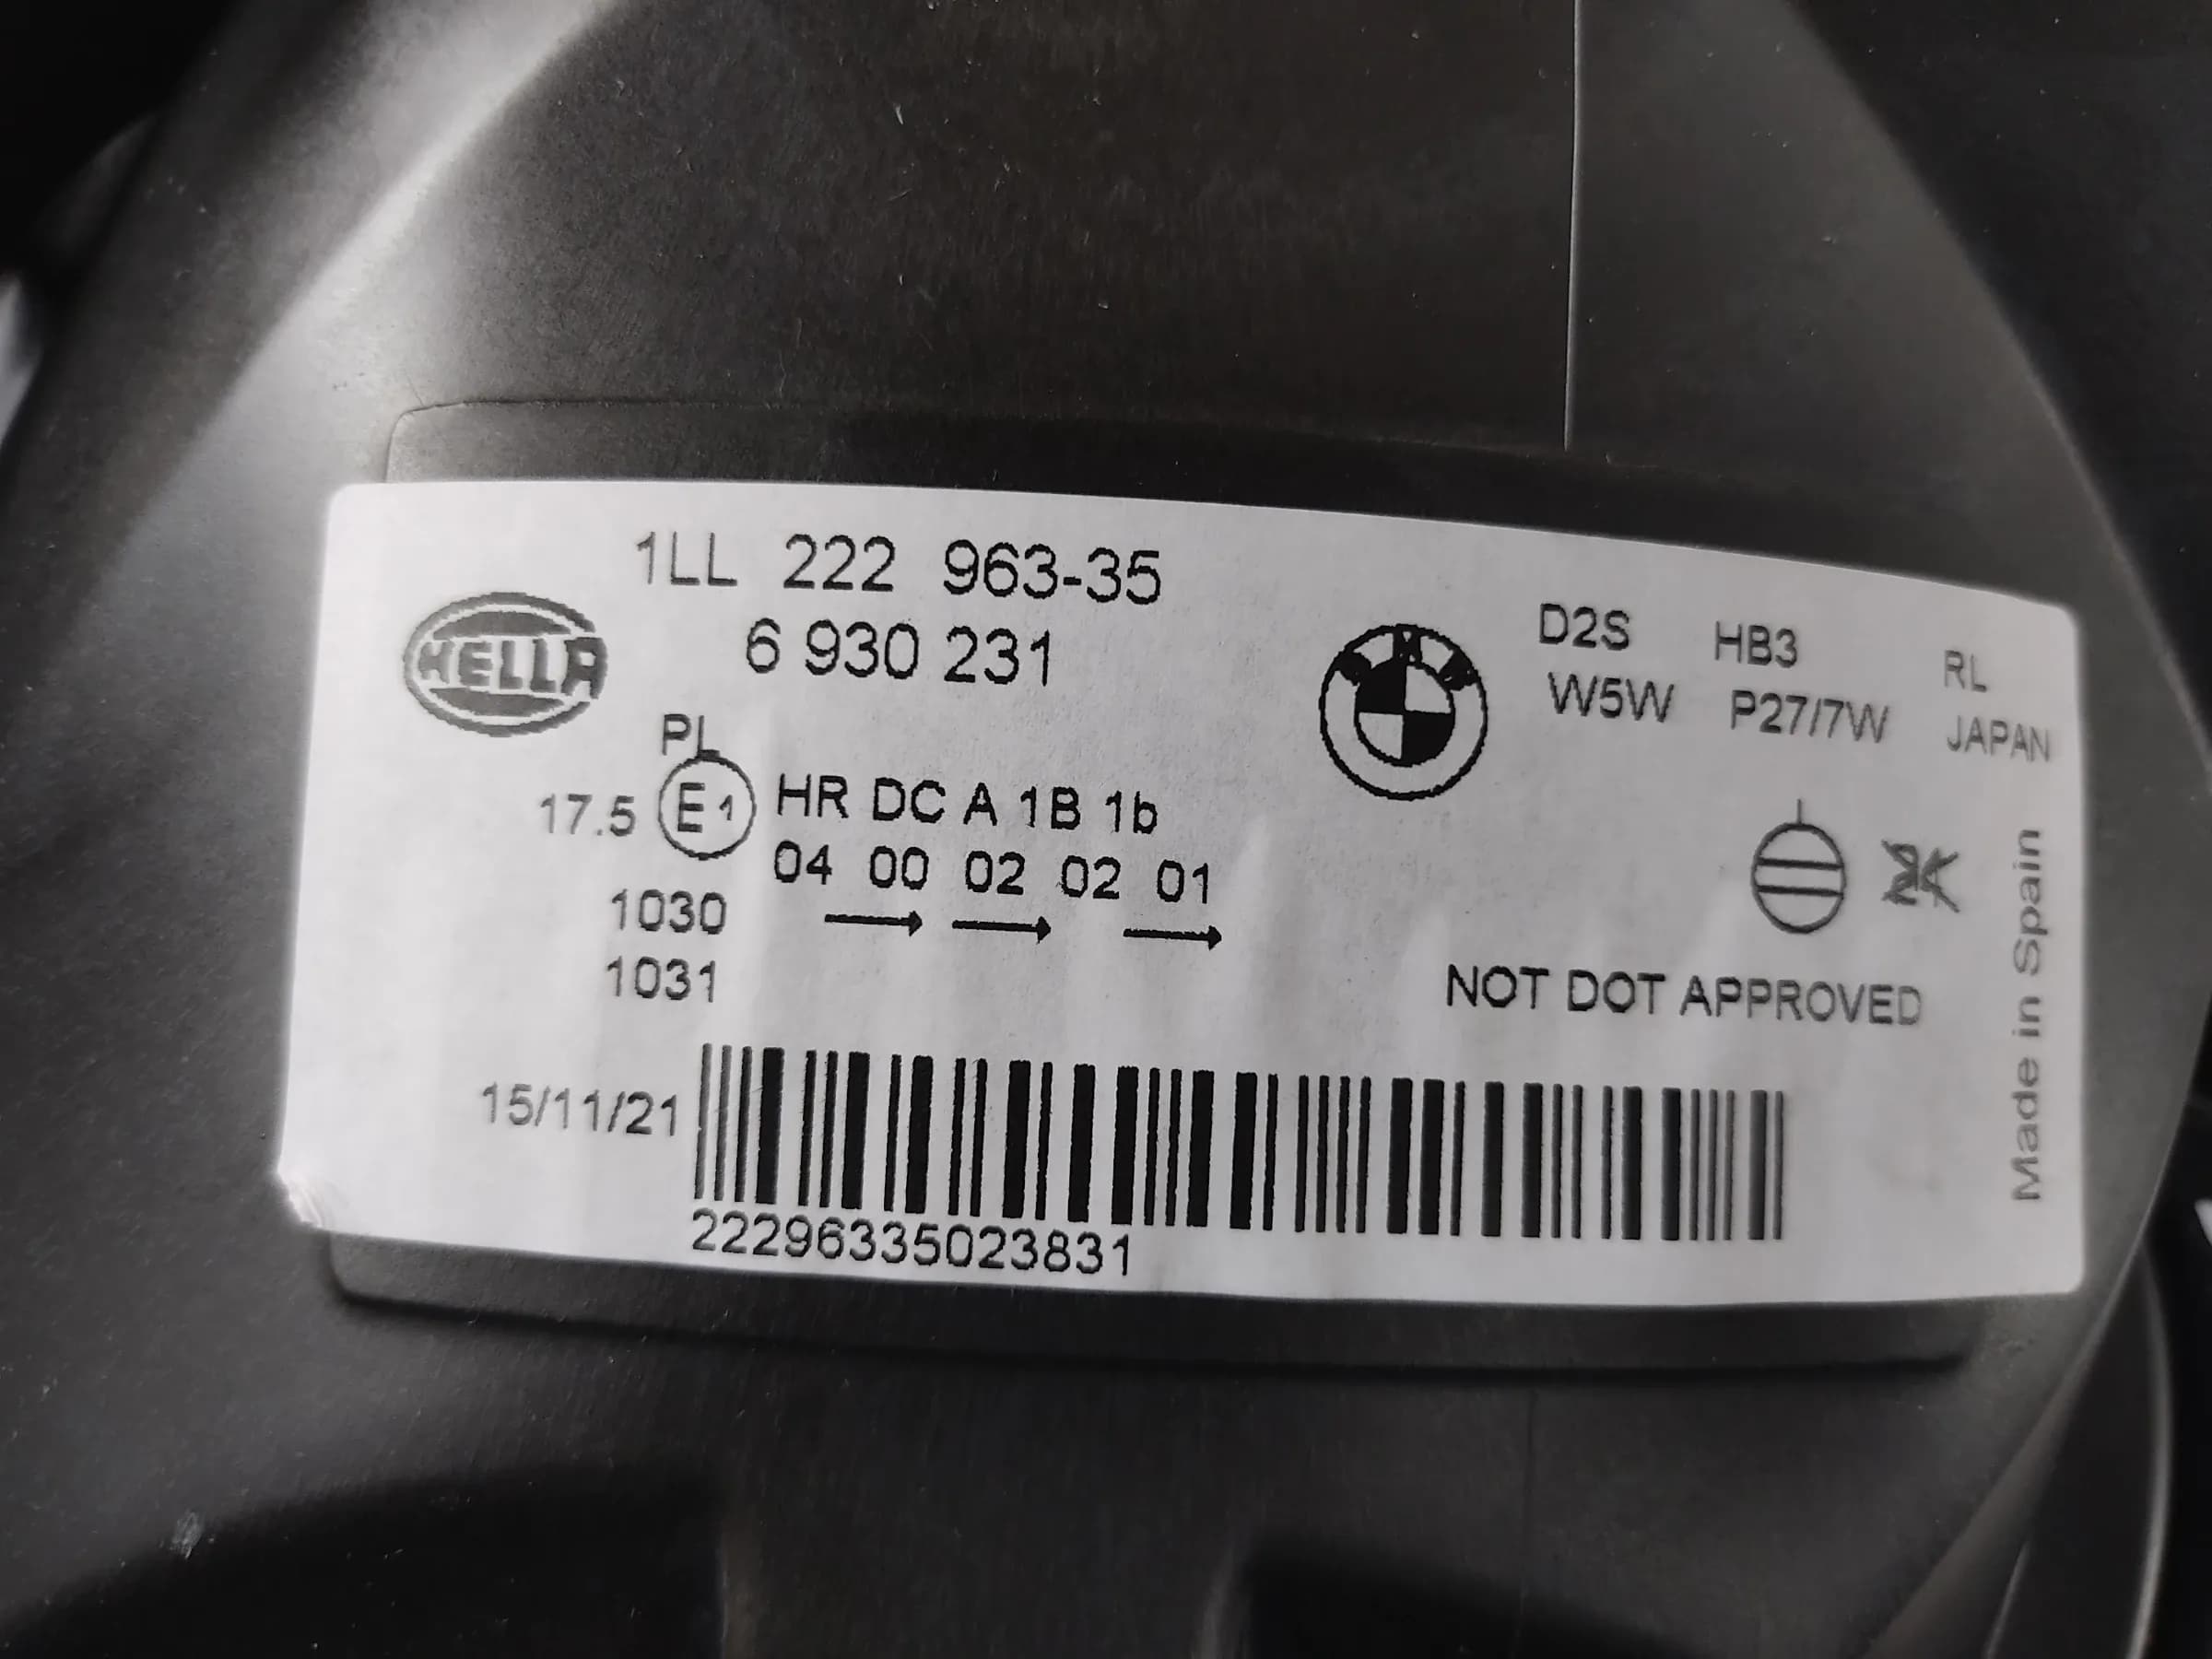 1LL 222 963-35
HELLA
6 930 231
BMW
D2S HB3 RL
W5W P27/7W JAPAN
PL
17.5 E1 HR DC A 1B 1b
04 00 02 02 01
1030
1031
NOT DOT APPROVED
Made in Spain
15/11/21
22296335023831